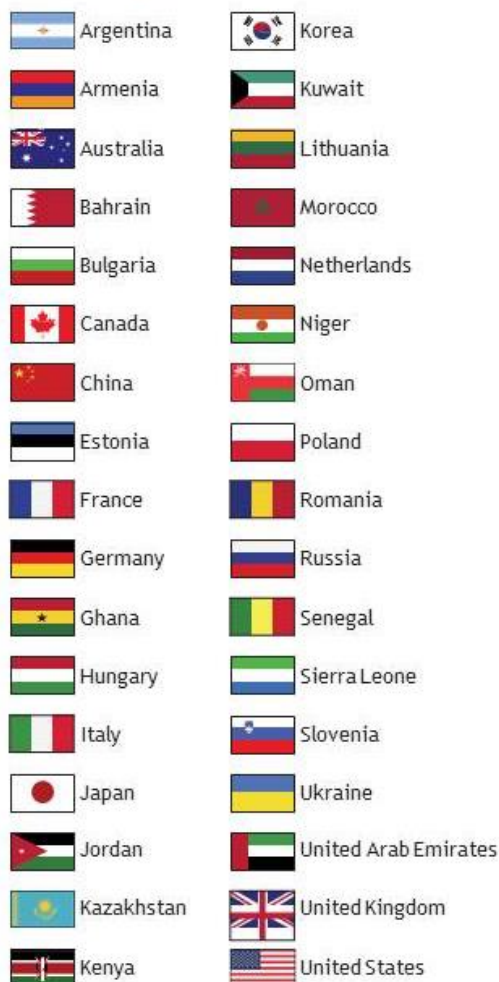 Argentina
Armenia
Australia
Bahrain
Bulgaria
Canada
China
Estonia
France
Germany
Ghana
Hungary
Italy
Japan
Jordan
Kazakhstan
Kenya
Korea
Kuwait
Lithuania
Morocco
Netherlands
Niger
Oman
Poland
Romania
Russia
Senegal
Sierra Leone
Slovenia
Ukraine
United Arab Emirates
United Kingdom
United States